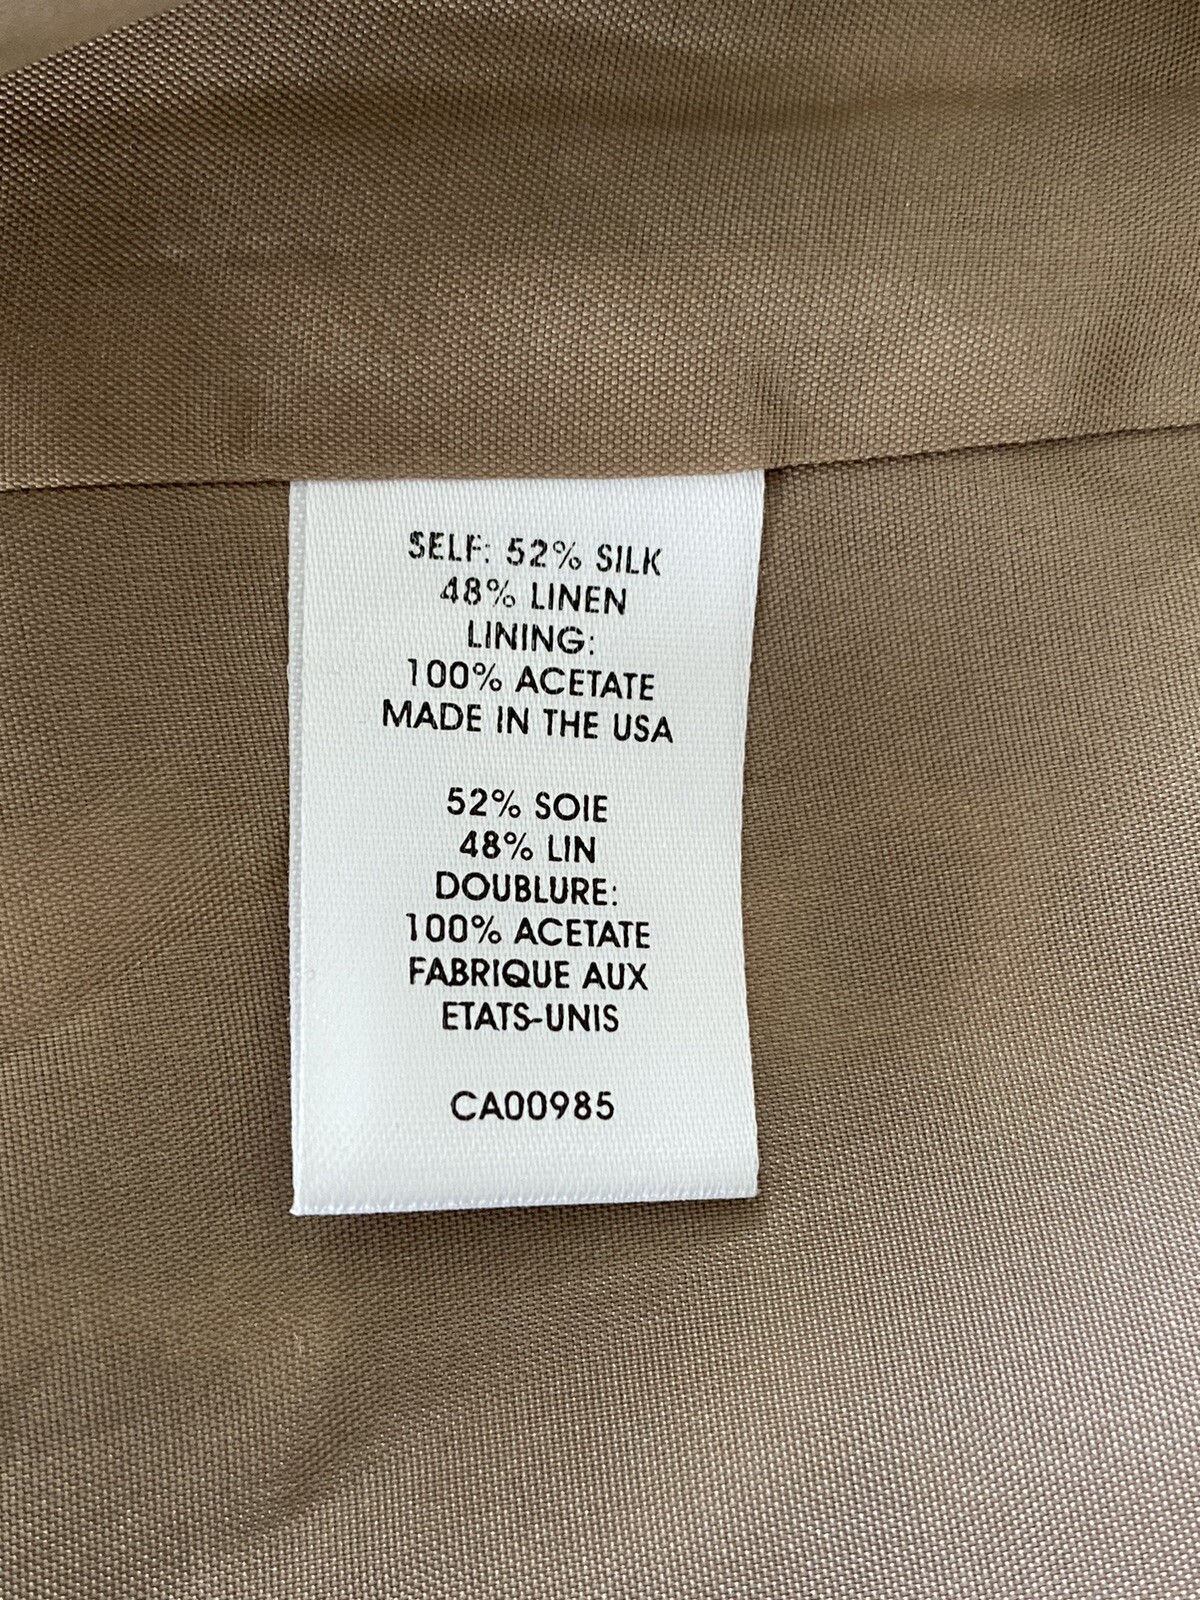 SELF: 52% SILK
48% LINEN
LINING:
100% ACETATE
MADE IN THE USA
52% SOIE
48% LIN
DOUBLURE:
100% ACETATE
FABRIQUE AUX
ETATS-UNIS
CA00985